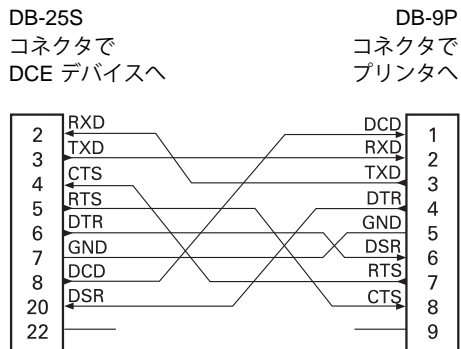 DB-25S
コネクタで
DCE デバイスへ
DB-9P
コネクタで
プリンタへ
2 RXD
3 TXD
4 CTS
5 RTS
6 DTR
7 GND
8 DCD
20 DSR
22
DCD 1
RXD 2
TXD 3
DTR 4
GND 5
DSR 6
RTS 7
CTS 8
9